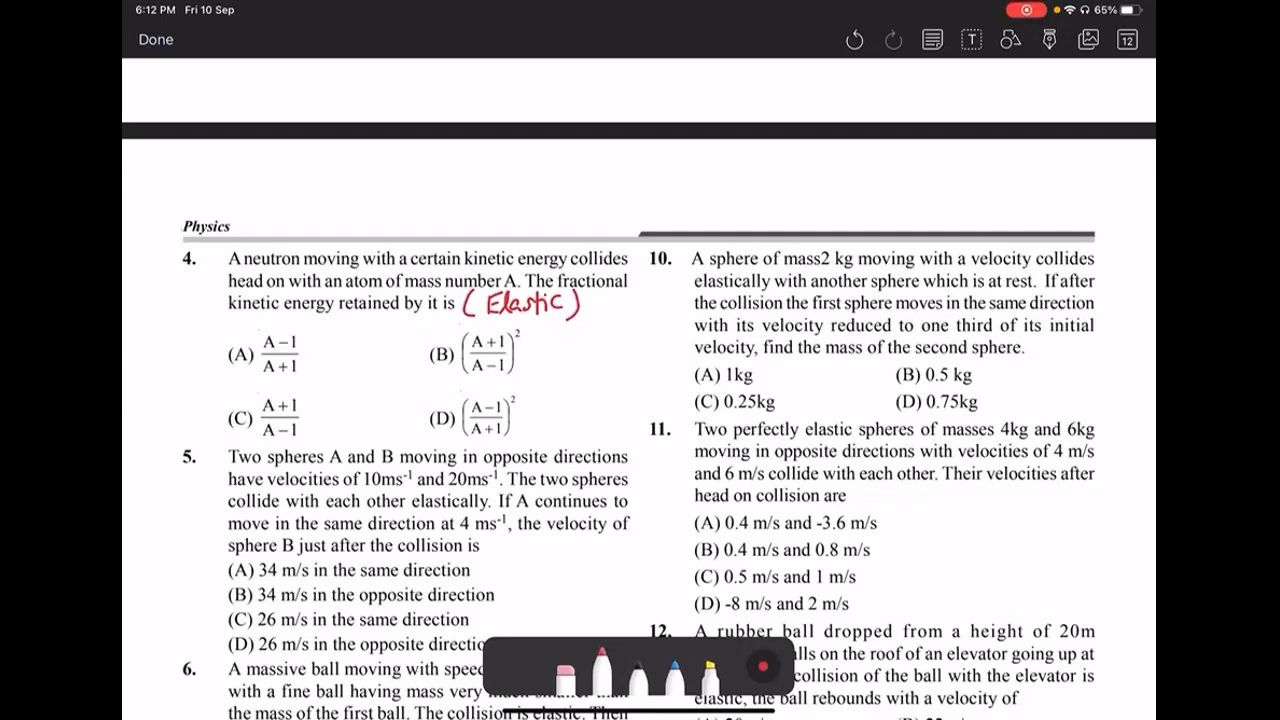 6:12 PM Fri 10 Sep
65%
Done
T
12
Physics
4. A neutron moving with a certain kinetic energy collides
head on with an atom of mass number A. The fractional
kinetic energy retained by it is (Elastic)
(A) A−1/A+1 (B) (A+1/A−1)²
(C) A+1/A−1 (D) (A−1/A+1)²
5. Two spheres A and B moving in opposite directions
have velocities of 10ms⁻¹ and 20ms⁻¹. The two spheres
collide with each other elastically. If A continues to
move in the same direction at 4 ms⁻¹, the velocity of
sphere B just after the collision is
(A) 34 m/s in the same direction
(B) 34 m/s in the opposite direction
(C) 26 m/s in the same direction
(D) 26 m/s in the opposite
6. A massive ball moving with
with a fine ball having mass very
the mass of the first ball. The collision is elastic. Then
10. A sphere of mass2 kg moving with a velocity collides
elastically with another sphere which is at rest. If after
the collision the first sphere moves in the same direction
with its velocity reduced to one third of its initial
velocity, find the mass of the second sphere.
(A) 1kg (B) 0.5 kg
(C) 0.25kg (D) 0.75kg
11. Two perfectly elastic spheres of masses 4kg and 6kg
moving in opposite directions with velocities of 4 m/s
and 6 m/s collide with each other. Their velocities after
head on collision are
(A) 0.4 m/s and -3.6 m/s
(B) 0.4 m/s and 0.8 m/s
(C) 0.5 m/s and 1 m/s
(D) -8 m/s and 2 m/s
12. A rubber ball dropped from a height of 20m
on the roof of an elevator going up at
collision of the ball with the elevator is
elastic, the ball rebounds with a velocity of